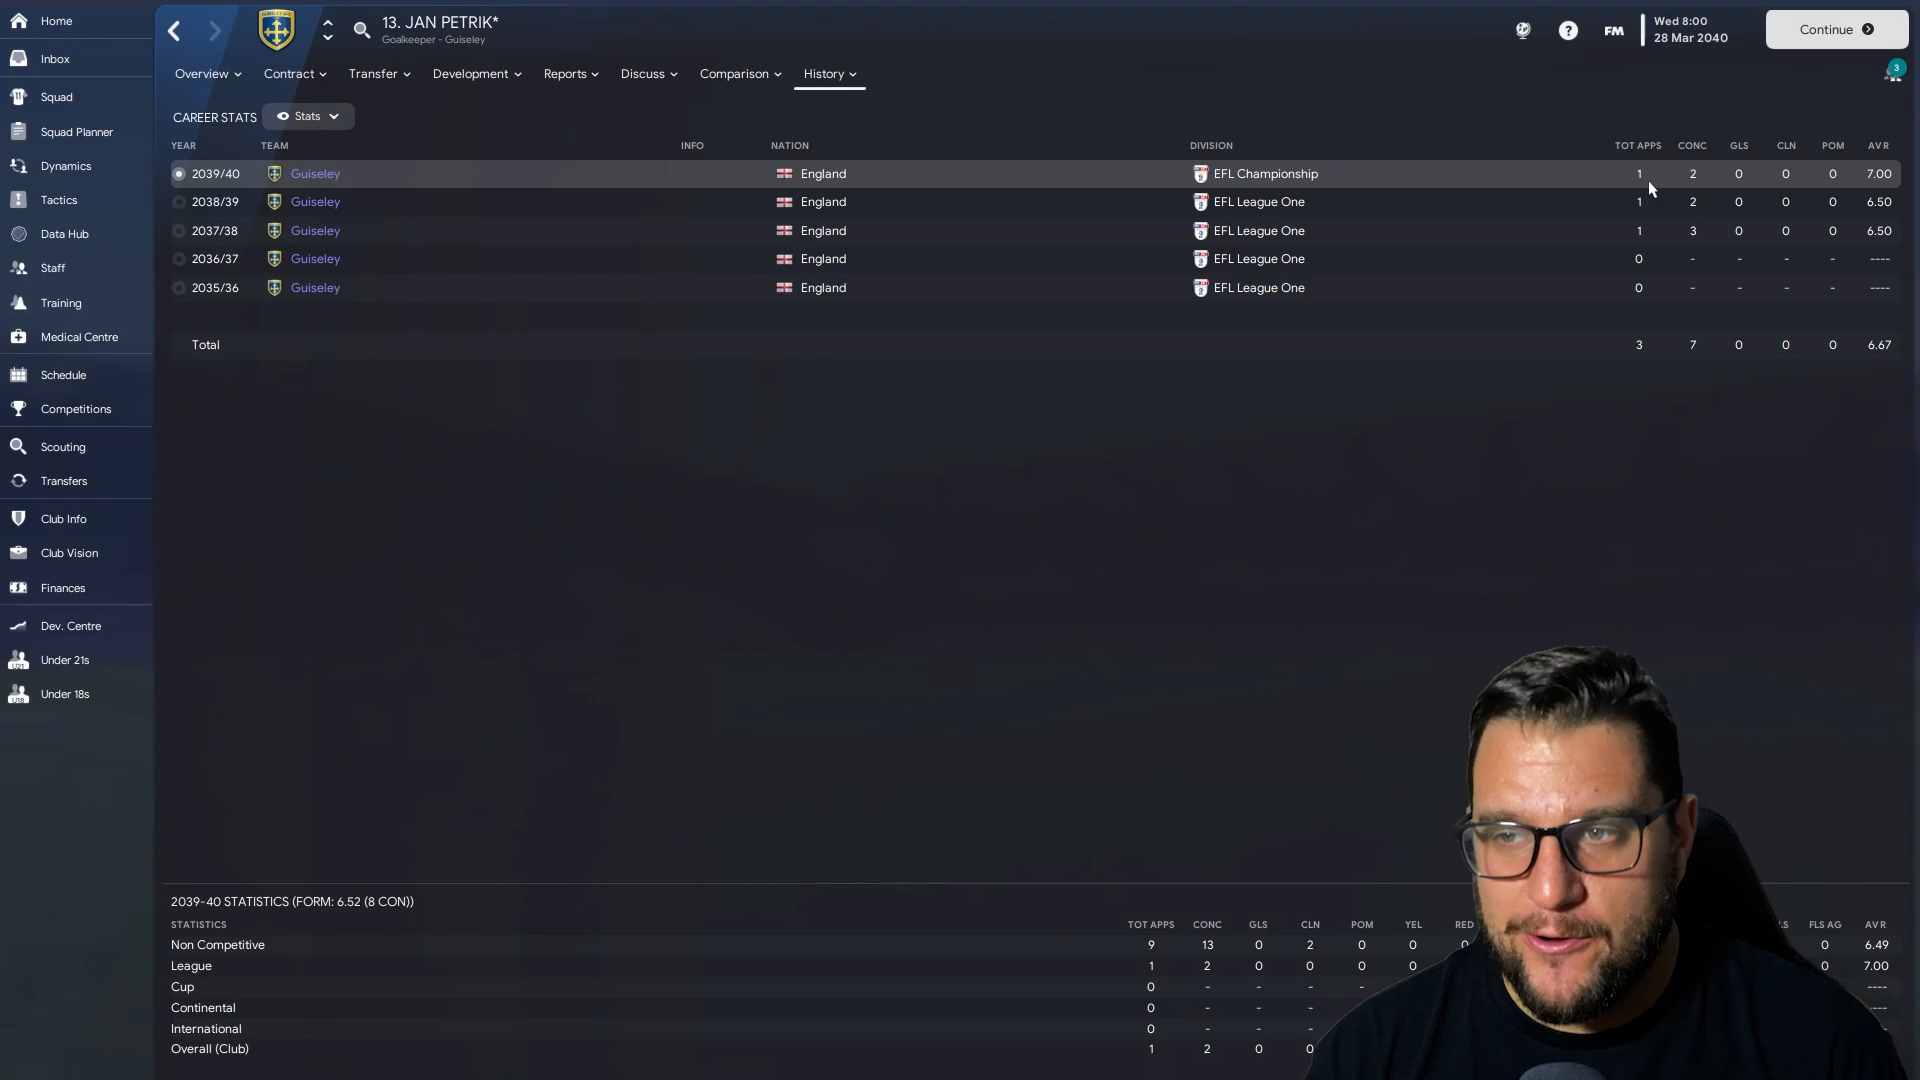 Home
Inbox
Squad
Squad Planner
Dynamics
Tactics
Data Hub
Staff
Training
Medical Centre
Schedule
Competitions
Scouting
Transfers
Club Info
Club Vision
Finances
Dev. Centre
Under 21s
Under 18s
13. JAN PETRIK*
Goalkeeper - Guiseley
FM
Wed 8:00
28 Mar 2040
Continue
Overview Contract Transfer Development Reports Discuss Comparison History
3
CAREER STATS Stats
YEAR TEAM INFO NATION DIVISION TOT APPS CONC GLS CLN POM AV R
2039/40 Guiseley England EFL Championship 1 2 0 0 0 7.00
2038/39 Guiseley England EFL League One 1 2 0 0 0 6.50
2037/38 Guiseley England EFL League One 1 3 0 0 0 6.50
2036/37 Guiseley England EFL League One 0 - - - - ----
2035/36 Guiseley England EFL League One 0 - - - - ----
Total 3 7 0 0 0 6.67
2039-40 STATISTICS (FORM: 6.52 (8 CON))
STATISTICS TOT APPS CONC GLS CLN POM YEL RED FLS AG AV R
Non Competitive 9 13 0 2 0 0 0 0 6.49
League 1 2 0 0 0 0 0 7.00
Cup 0 - - - - ----
Continental 0 - - - ----
International 0 - - -
Overall (Club) 1 2 0 0